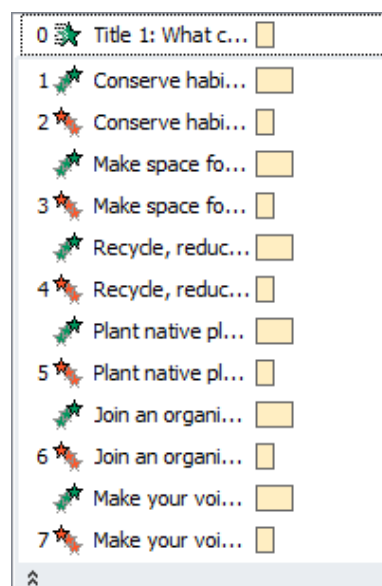 0 Title 1: What c...
1 Conserve habi...
2 Conserve habi...
Make space fo...
3 Make space fo...
Recycle, reduc...
4 Recycle, reduc...
Plant native pl...
5 Plant native pl...
Join an organi...
6 Join an organi...
Make your voi...
7 Make your voi...